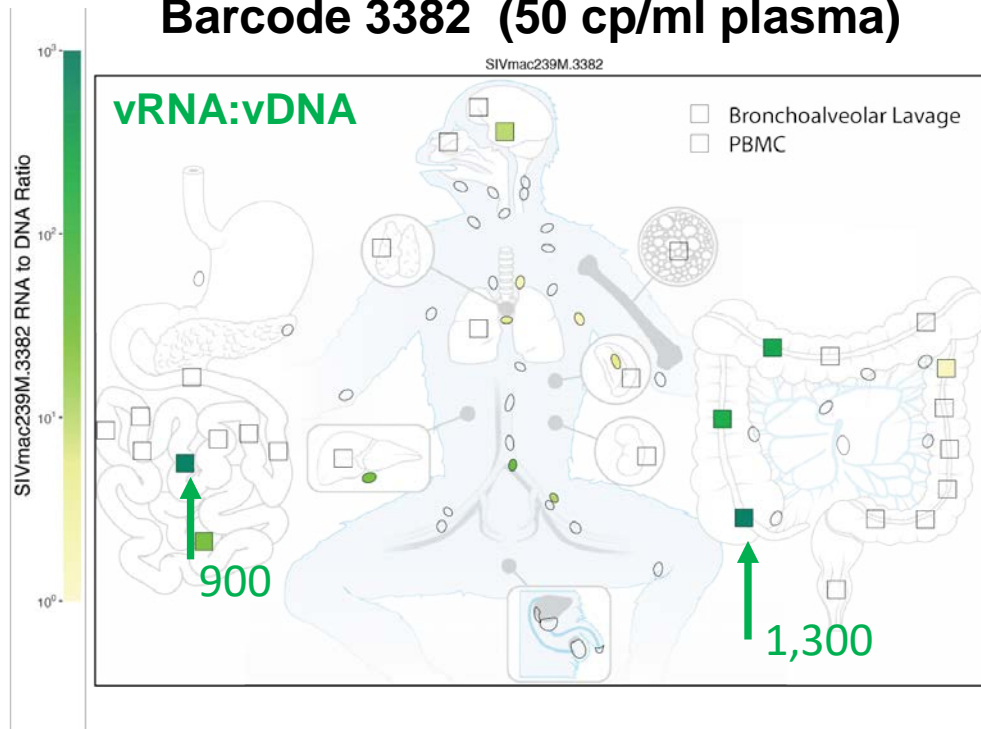 Barcode 3382 (50 cp/ml plasma)
SIVmac239M.3382
vRNA:vDNA
Bronchoalveolar Lavage
PBMC
SIVmac239M.3382 RNA to DNA Ratio
10³
10²
10¹
10⁰
900
1,300